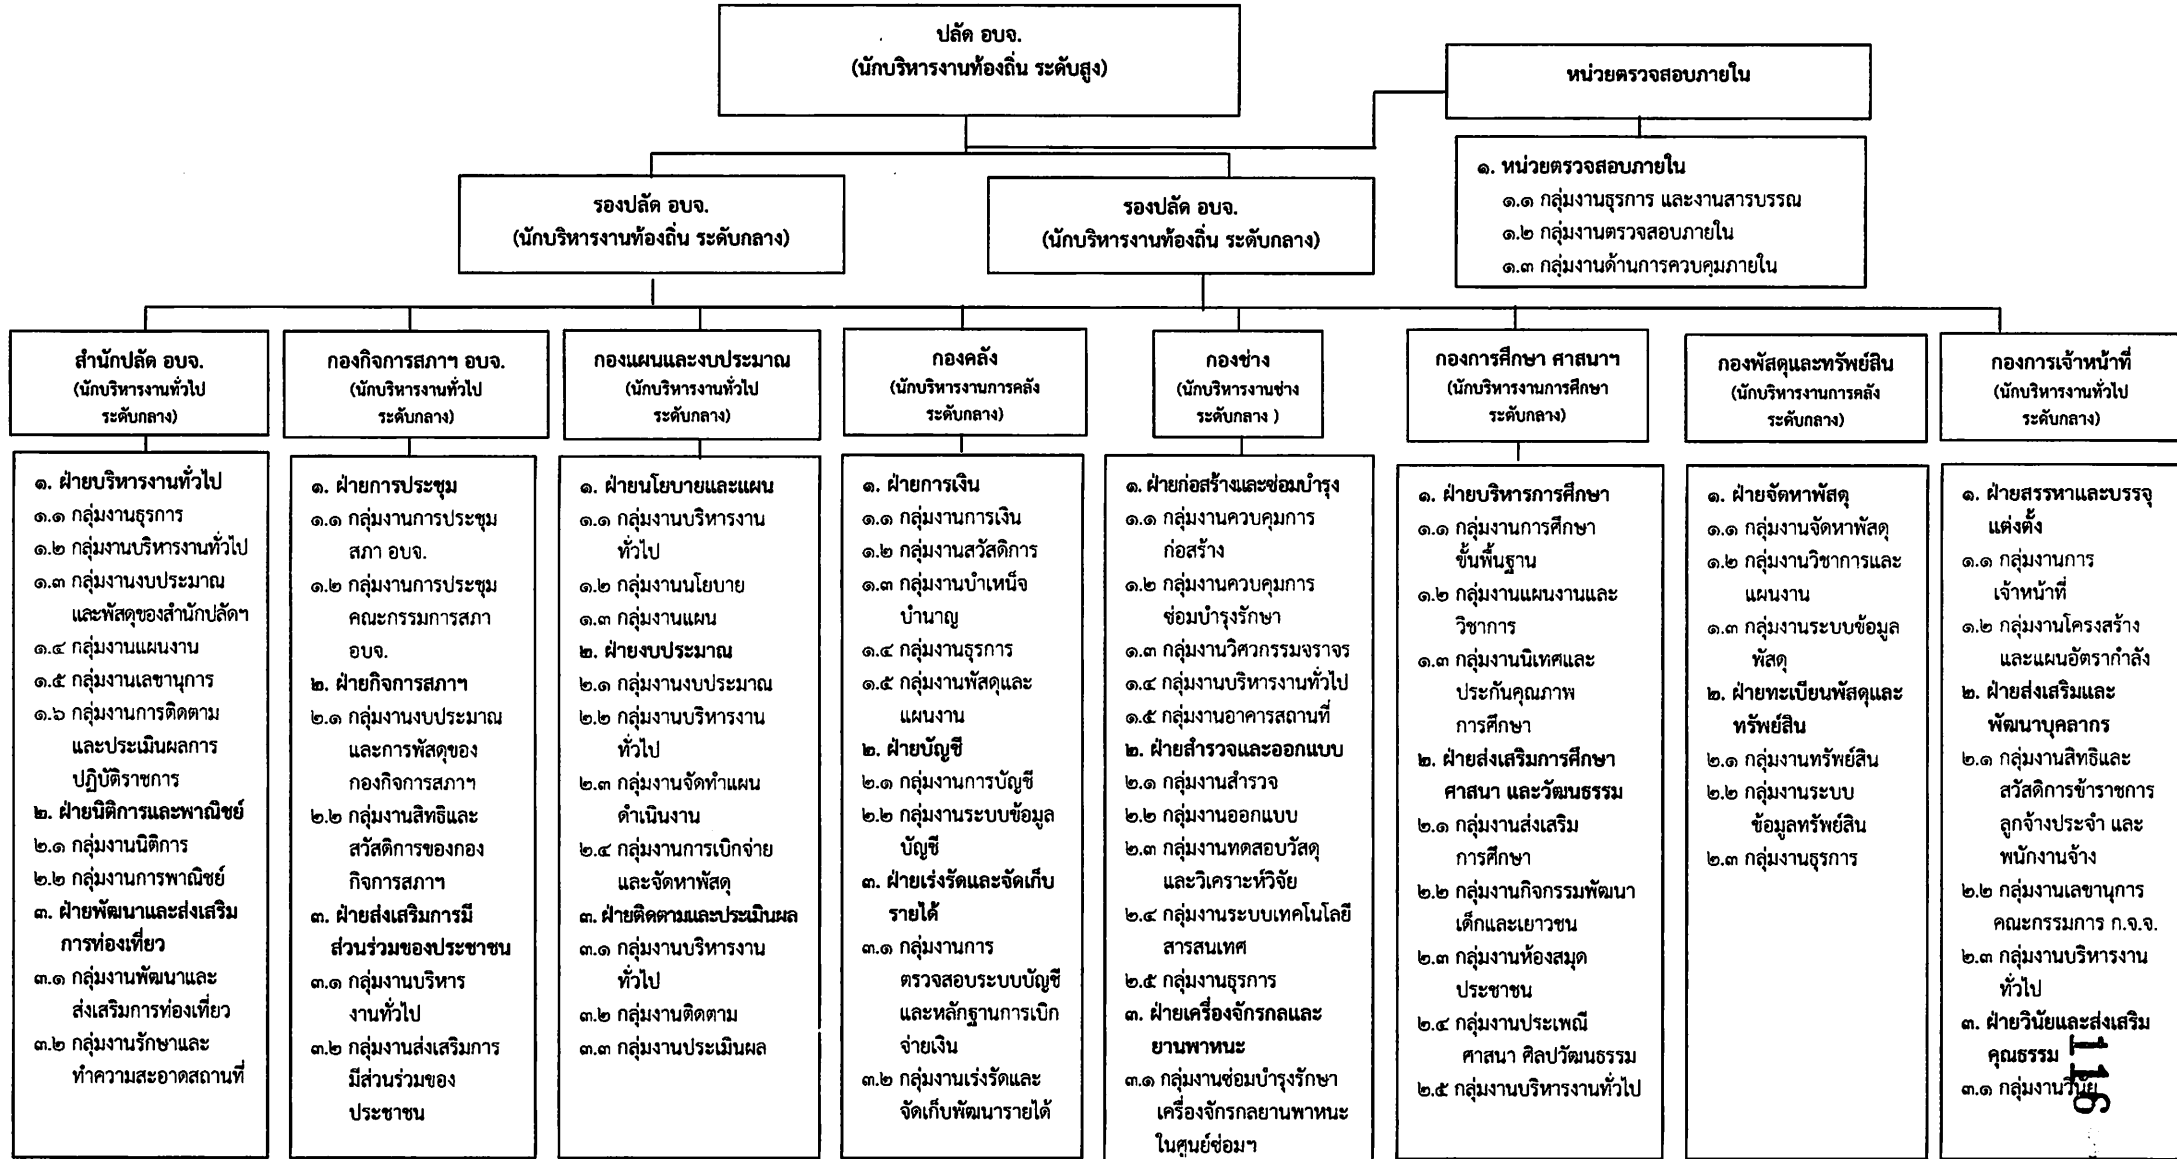 ปลัด อบจ.
(นักบริหารงานท้องถิ่น ระดับสูง)
หน่วยตรวจสอบภายใน
๑. หน่วยตรวจสอบภายใน
๑.๑ กลุ่มงานธุรการ และงานสารบรรณ
๑.๒ กลุ่มงานตรวจสอบภายใน
๑.๓ กลุ่มงานด้านการควบคุมภายใน
รองปลัด อบจ.
(นักบริหารงานท้องถิ่น ระดับกลาง)
รองปลัด อบจ.
(นักบริหารงานท้องถิ่น ระดับกลาง)
สำนักปลัด อบจ.
(นักบริหารงานทั่วไป
ระดับกลาง)
๑. ฝ่ายบริหารงานทั่วไป
๑.๑ กลุ่มงานธุรการ
๑.๒ กลุ่มงานบริหารงานทั่วไป
๑.๓ กลุ่มงานงบประมาณ
และพัสดุของสำนักปลัดฯ
๑.๔ กลุ่มงานแผนงาน
๑.๕ กลุ่มงานเลขานุการ
๑.๖ กลุ่มงานการติดตาม
และประเมินผลการ
ปฏิบัติราชการ
๒. ฝ่ายนิติการและพาณิชย์
๒.๑ กลุ่มงานนิติการ
๒.๒ กลุ่มงานการพาณิชย์
๓. ฝ่ายพัฒนาและส่งเสริม
การท่องเที่ยว
๓.๑ กลุ่มงานพัฒนาและ
ส่งเสริมการท่องเที่ยว
๓.๒ กลุ่มงานรักษาและ
ทำความสะอาดสถานที่
กองกิจการสภาฯ อบจ.
(นักบริหารงานทั่วไป
ระดับกลาง)
๑. ฝ่ายการประชุม
๑.๑ กลุ่มงานการประชุม
สภา อบจ.
๑.๒ กลุ่มงานการประชุม
คณะกรรมการสภา
อบจ.
๒. ฝ่ายกิจการสภาฯ
๒.๑ กลุ่มงานงบประมาณ
และการพัสดุของ
กองกิจการสภาฯ
๒.๒ กลุ่มงานสิทธิและ
สวัสดิการของกอง
กิจการสภาฯ
๓. ฝ่ายส่งเสริมการมี
ส่วนร่วมของประชาชน
๓.๑ กลุ่มงานบริหาร
งานทั่วไป
๓.๒ กลุ่มงานส่งเสริมการ
มีส่วนร่วมของ
ประชาชน
กองแผนและงบประมาณ
(นักบริหารงานทั่วไป
ระดับกลาง)
๑. ฝ่ายนโยบายและแผน
๑.๑ กลุ่มงานบริหารงาน
ทั่วไป
๑.๒ กลุ่มงานนโยบาย
๑.๓ กลุ่มงานแผน
๒. ฝ่ายงบประมาณ
๒.๑ กลุ่มงานงบประมาณ
๒.๒ กลุ่มงานบริหารงาน
ทั่วไป
๒.๓ กลุ่มงานจัดทำแผน
ดำเนินงาน
๒.๔ กลุ่มงานการเบิกจ่าย
และจัดหาพัสดุ
๓. ฝ่ายติดตามและประเมินผล
๓.๑ กลุ่มงานบริหารงาน
ทั่วไป
๓.๒ กลุ่มงานติดตาม
๓.๓ กลุ่มงานประเมินผล
กองคลัง
(นักบริหารงานการคลัง
ระดับกลาง)
๑. ฝ่ายการเงิน
๑.๑ กลุ่มงานการเงิน
๑.๒ กลุ่มงานสวัสดิการ
๑.๓ กลุ่มงานบำเหน็จ
บำนาญ
๑.๔ กลุ่มงานธุรการ
๑.๕ กลุ่มงานพัสดุและ
แผนงาน
๒. ฝ่ายบัญชี
๒.๑ กลุ่มงานการบัญชี
๒.๒ กลุ่มงานระบบข้อมูล
บัญชี
๓. ฝ่ายเร่งรัดและจัดเก็บ
รายได้
๓.๑ กลุ่มงานการ
ตรวจสอบระบบบัญชี
และหลักฐานการเบิก
จ่ายเงิน
๓.๒ กลุ่มงานเร่งรัดและ
จัดเก็บพัฒนารายได้
กองช่าง
(นักบริหารงานช่าง
ระดับกลาง )
๑. ฝ่ายก่อสร้างและซ่อมบำรุง
๑.๑ กลุ่มงานควบคุมการ
ก่อสร้าง
๑.๒ กลุ่มงานควบคุมการ
ซ่อมบำรุงรักษา
๑.๓ กลุ่มงานวิศวกรรมจราจร
๑.๔ กลุ่มงานบริหารงานทั่วไป
๑.๕ กลุ่มงานอาคารสถานที่
๒. ฝ่ายสำรวจและออกแบบ
๒.๑ กลุ่มงานสำรวจ
๒.๒ กลุ่มงานออกแบบ
๒.๓ กลุ่มงานทดสอบวัสดุ
และวิเคราะห์วิจัย
๒.๔ กลุ่มงานระบบเทคโนโลยี
สารสนเทศ
๒.๕ กลุ่มงานธุรการ
๓. ฝ่ายเครื่องจักรกลและ
ยานพาหนะ
๓.๑ กลุ่มงานซ่อมบำรุงรักษา
เครื่องจักรกลยานพาหนะ
ในศูนย์ซ่อมฯ
กองการศึกษา ศาสนาฯ
(นักบริหารงานการศึกษา
ระดับกลาง)
๑. ฝ่ายบริหารการศึกษา
๑.๑ กลุ่มงานการศึกษา
ขั้นพื้นฐาน
๑.๒ กลุ่มงานแผนงานและ
วิชาการ
๑.๓ กลุ่มงานนิเทศและ
ประกันคุณภาพ
การศึกษา
๒. ฝ่ายส่งเสริมการศึกษา
ศาสนา และวัฒนธรรม
๒.๑ กลุ่มงานส่งเสริม
การศึกษา
๒.๒ กลุ่มงานกิจกรรมพัฒนา
เด็กและเยาวชน
๒.๓ กลุ่มงานห้องสมุด
ประชาชน
๒.๔ กลุ่มงานประเพณี
ศาสนา ศิลปวัฒนธรรม
๒.๕ กลุ่มงานบริหารงานทั่วไป
กองพัสดุและทรัพย์สิน
(นักบริหารงานการคลัง
ระดับกลาง)
๑. ฝ่ายจัดหาพัสดุ
๑.๑ กลุ่มงานจัดหาพัสดุ
๑.๒ กลุ่มงานวิชาการและ
แผนงาน
๑.๓ กลุ่มงานระบบข้อมูล
พัสดุ
๒. ฝ่ายทะเบียนพัสดุและ
ทรัพย์สิน
๒.๑ กลุ่มงานทรัพย์สิน
๒.๒ กลุ่มงานระบบ
ข้อมูลทรัพย์สิน
๒.๓ กลุ่มงานธุรการ
กองการเจ้าหน้าที่
(นักบริหารงานทั่วไป
ระดับกลาง)
๑. ฝ่ายสรรหาและบรรจุ
แต่งตั้ง
๑.๑ กลุ่มงานการ
เจ้าหน้าที่
๑.๒ กลุ่มงานโครงสร้าง
และแผนอัตรากำลัง
๒. ฝ่ายส่งเสริมและ
พัฒนาบุคลากร
๒.๑ กลุ่มงานสิทธิและ
สวัสดิการข้าราชการ
ลูกจ้างประจำ และ
พนักงานจ้าง
๒.๒ กลุ่มงานเลขานุการ
คณะกรรมการ ก.จ.จ.
๒.๓ กลุ่มงานบริหารงาน
ทั่วไป
๓. ฝ่ายวินัยและส่งเสริม
คุณธรรม
๓.๑ กลุ่มงานวินัย
116